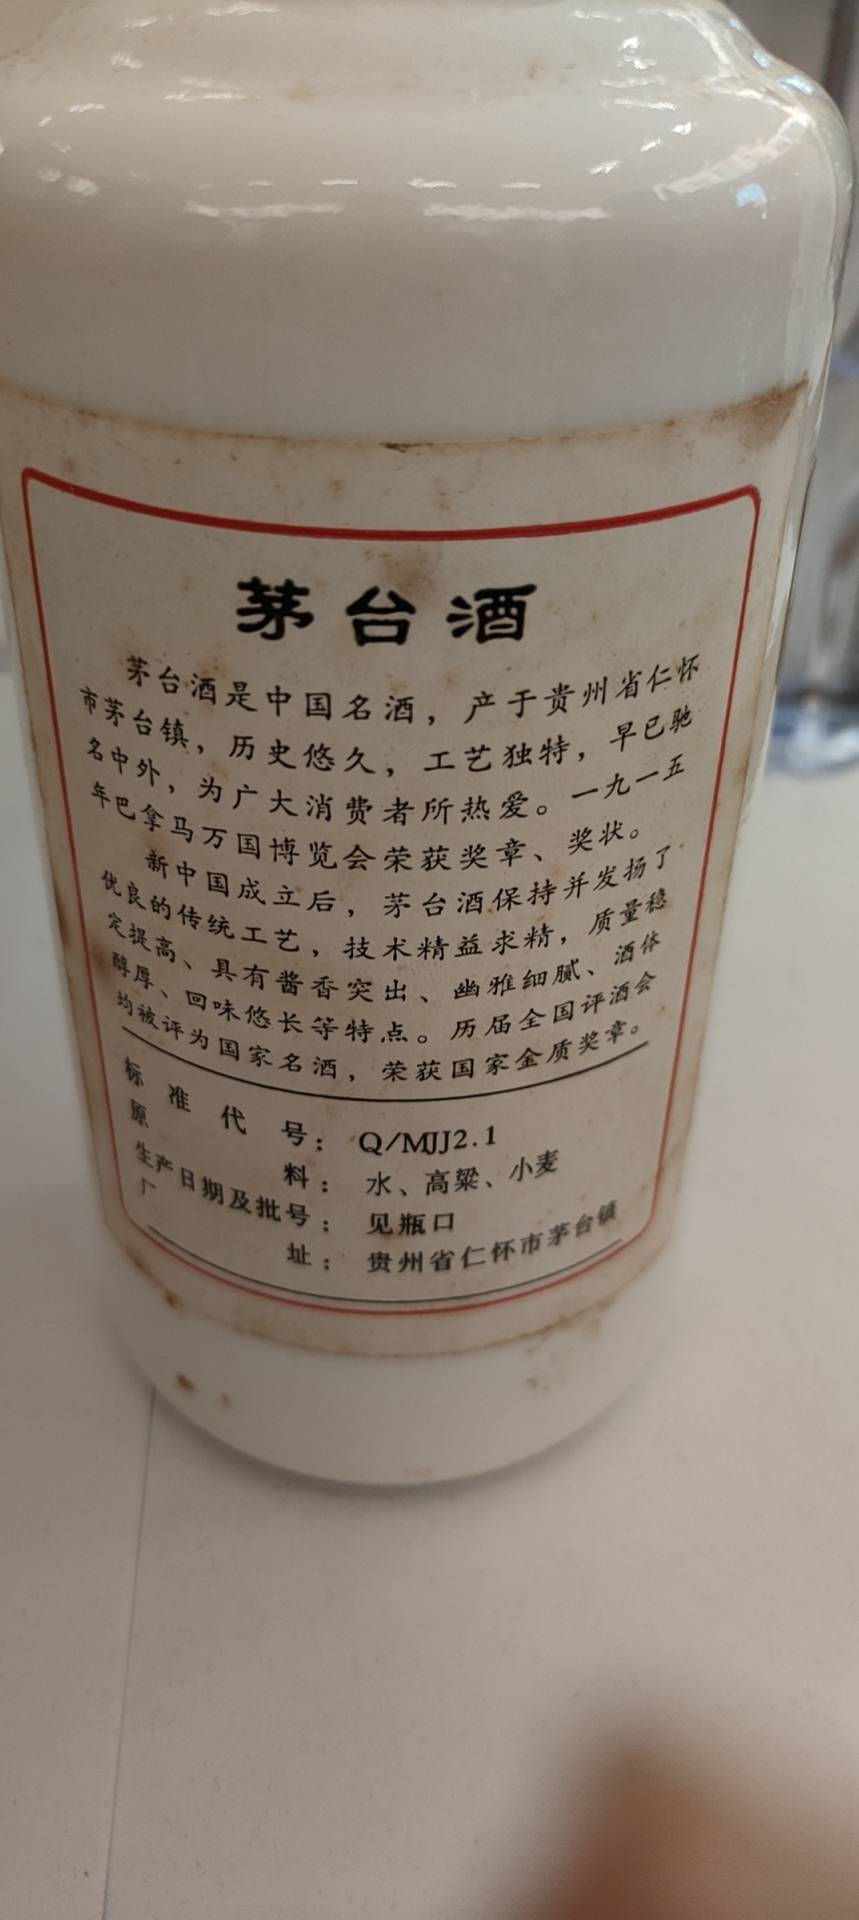 茅台酒
茅台酒是中国名酒，产于贵州省仁怀
市茅台镇，历史悠久，工艺独特，早已驰
名中外，为广大消费者所热爱。一九一五
年巴拿马万国博览会荣获奖章、奖状。
新中国成立后，茅台酒保持并发扬了
优良的传统工艺，技术精益求精，质量稳
定提高、具有酱香突出、幽雅细腻、酒体
醇厚、回味悠长等特点。历届全国评酒会
均被评为国家名酒，荣获国家金质奖章。
标准代号：Q/MJJ2.1
原料：水、高粱、小麦
生产日期及批号：见瓶口
厂址：贵州省仁怀市茅台镇